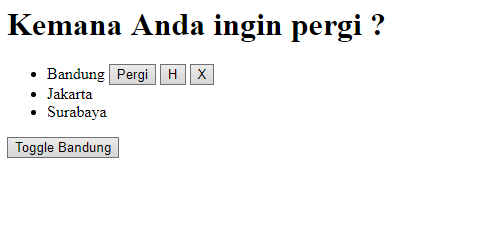 Kemana Anda ingin pergi ?
Bandung Pergi H X
Jakarta
Surabaya
Toggle Bandung